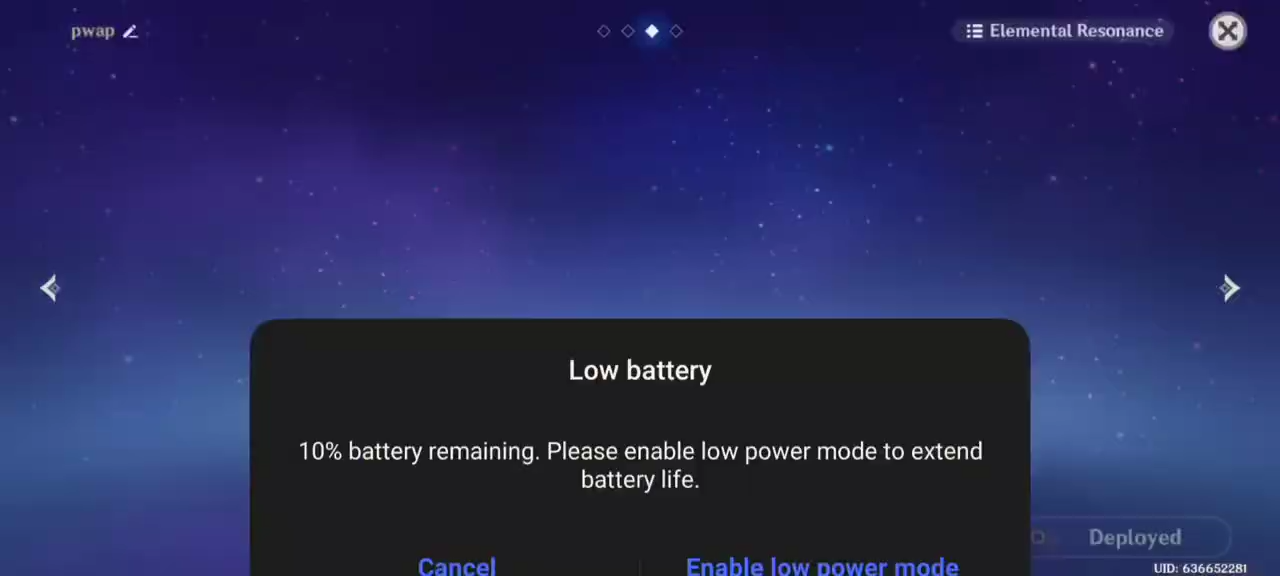 pwap
Elemental Resonance
Low battery
10% battery remaining. Please enable low power mode to extend
battery life.
Cancel
Enable low power mode
Deployed
UID: 636652281